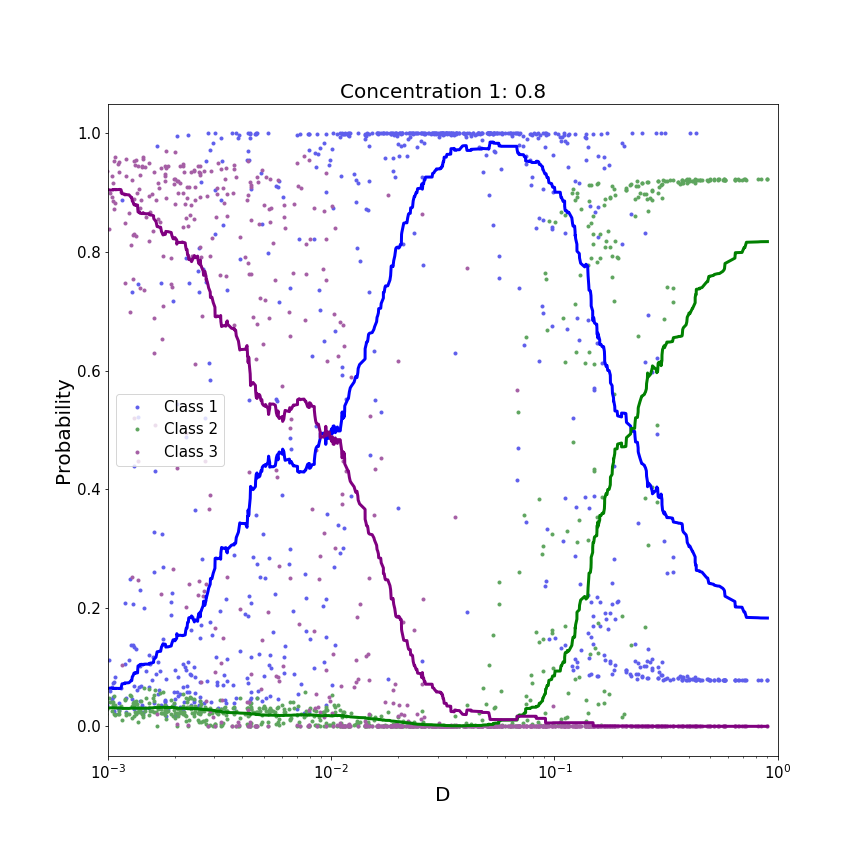 Concentration 1: 0.8
Probability
1.0
0.8
0.6
0.4
0.2
0.0
Class 1
Class 2
Class 3
10⁻³
10⁻²
10⁻¹
10⁰
D